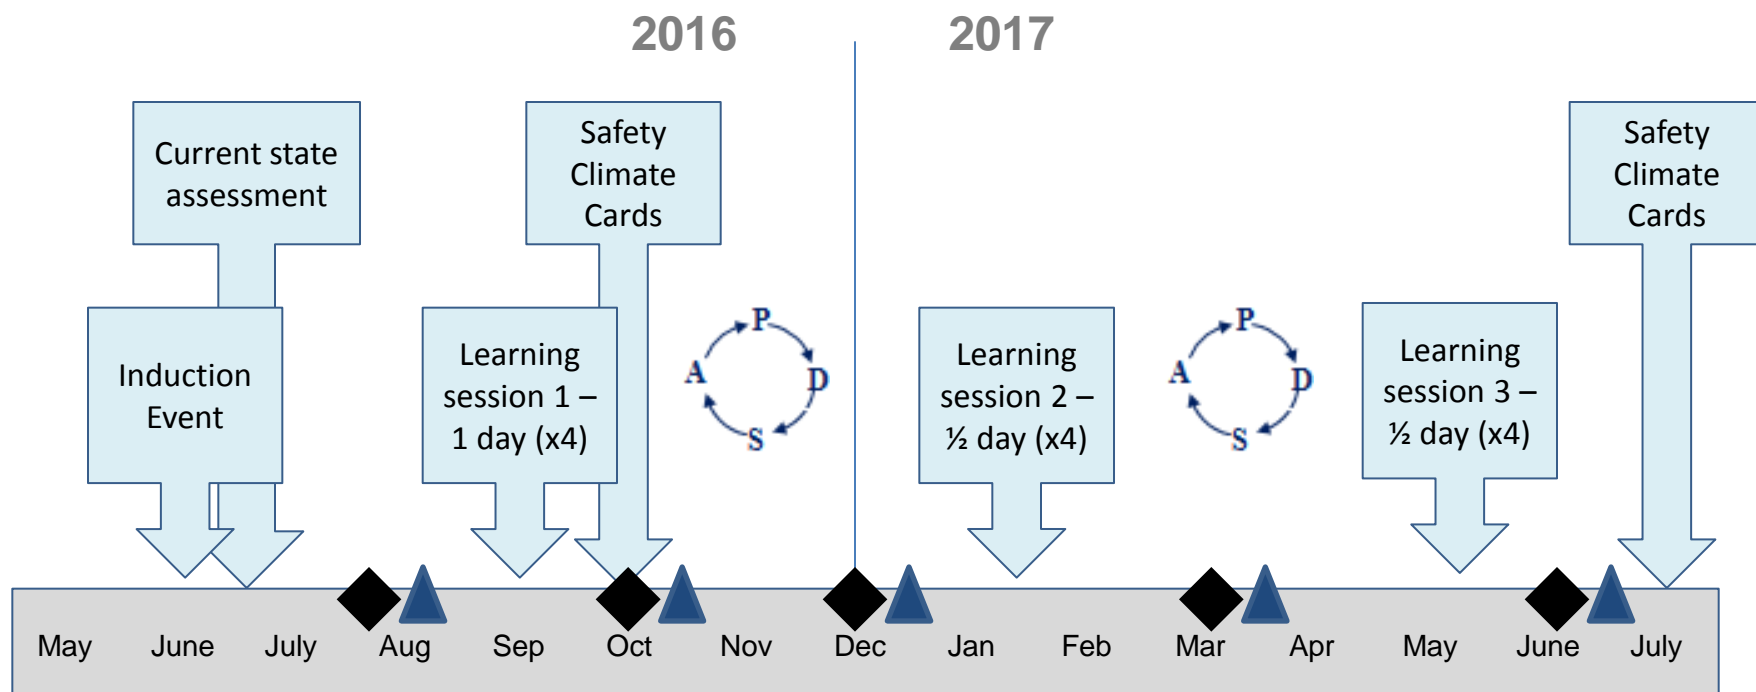 2016
2017
Current state
assessment
Safety
Climate
Cards
Safety
Climate
Cards
Induction
Event
Learning
session 1 –
1 day (x4)
P
A
D
S
Learning
session 2 –
½ day (x4)
P
A
D
S
Learning
session 3 –
½ day (x4)
May June July Aug Sep Oct Nov Dec Jan Feb Mar Apr May June July